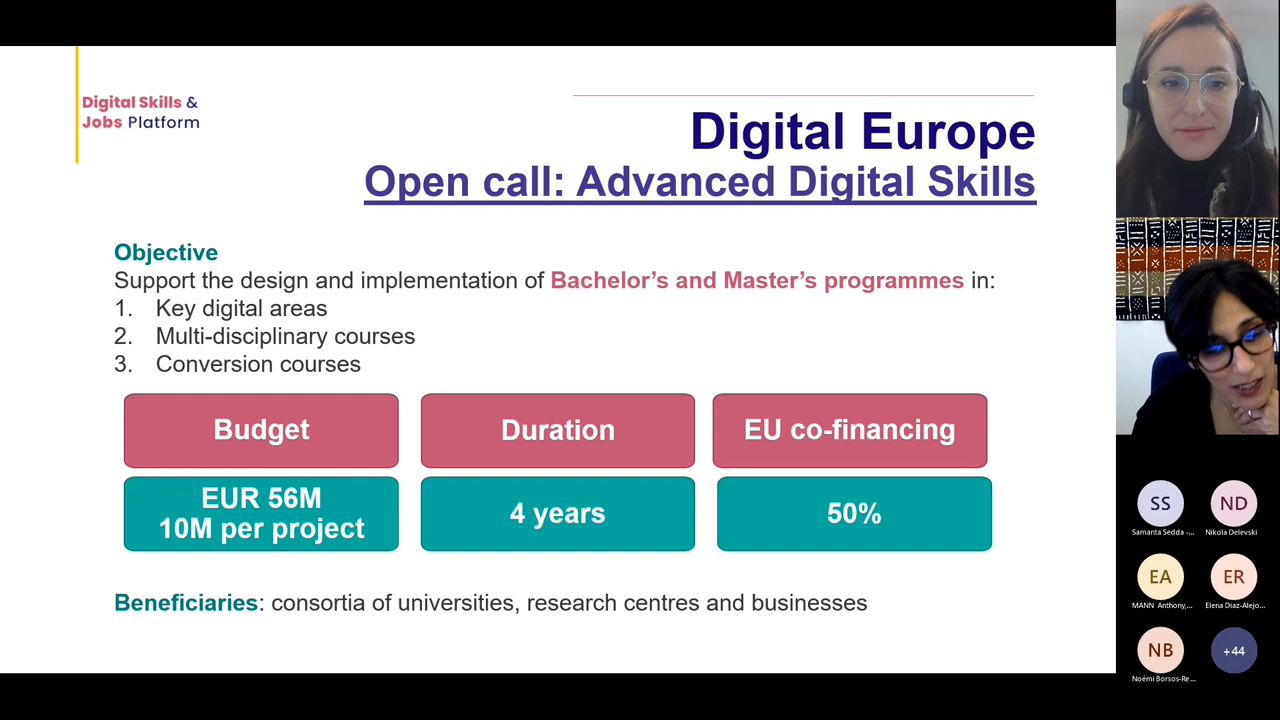 Digital Skills &
Jobs Platform
Digital Europe
Open call: Advanced Digital Skills
Objective
Support the design and implementation of Bachelor’s and Master’s programmes in:
1. Key digital areas
2. Multi-disciplinary courses
3. Conversion courses
Budget
Duration
EU co-financing
EUR 56M
10M per project
4 years
50%
Beneficiaries: consortia of universities, research centres and businesses
SS
ND
Samanta Sedda -...
Nikola Delevski
EA
ER
MANN Anthony,...
Elena Diaz-Alejo...
NB
+44
Noémi Borsos-Re...